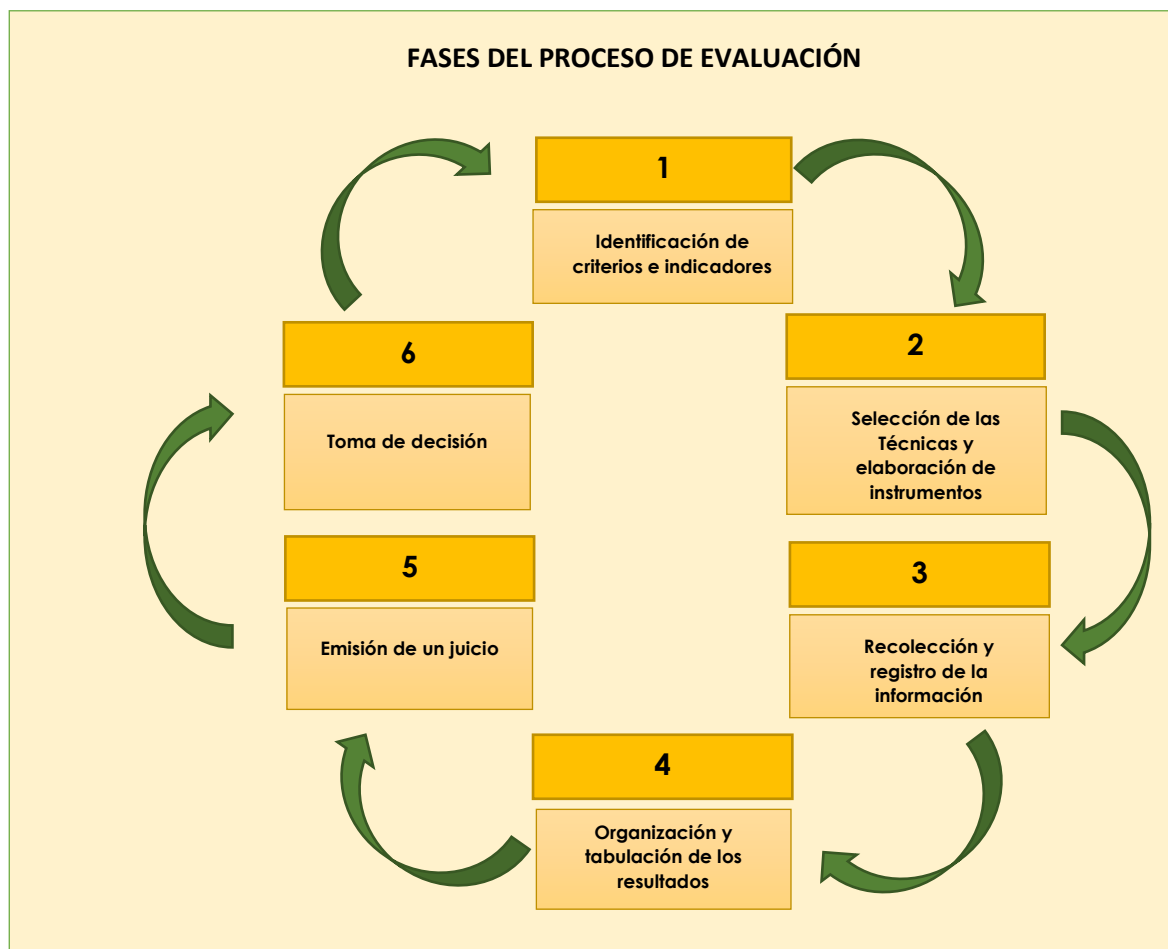 FASES DEL PROCESO DE EVALUACIÓN
1
Identificación de
criterios e indicadores
2
Selección de las
Técnicas y
elaboración de
instrumentos
3
Recolección y
registro de la
información
4
Organización y
tabulación de los
resultados
5
Emisión de un juicio
6
Toma de decisión